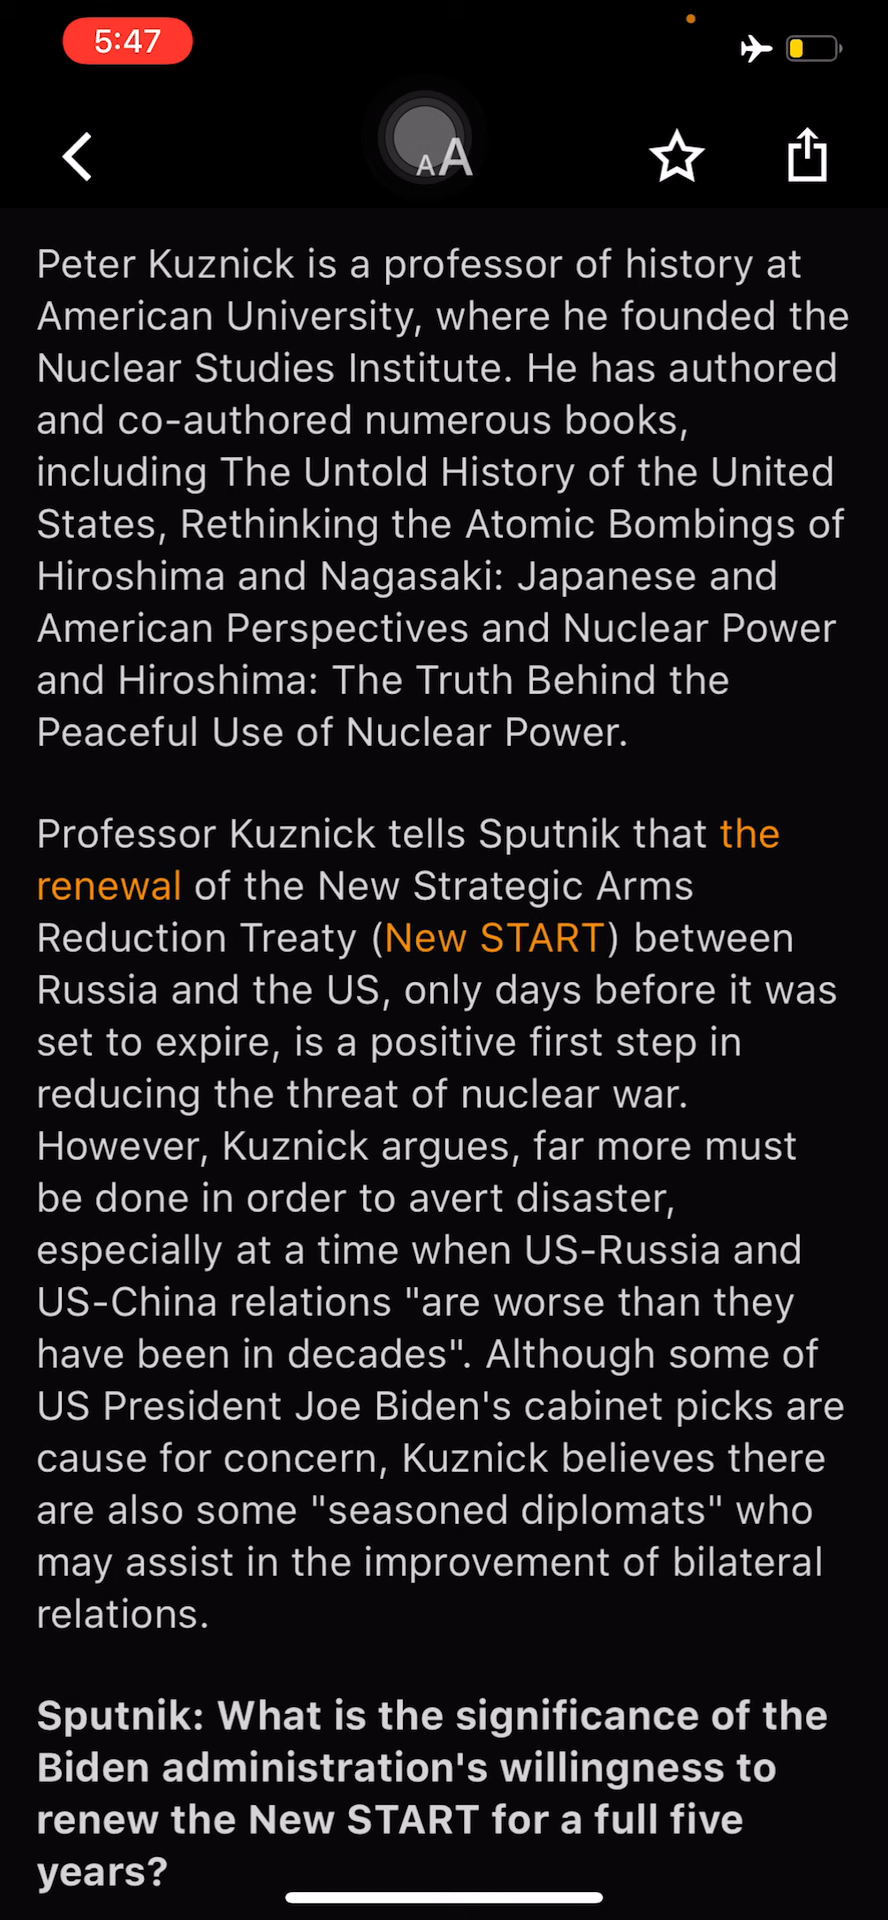 5:47
AA
Peter Kuznick is a professor of history at
American University, where he founded the
Nuclear Studies Institute. He has authored
and co-authored numerous books,
including The Untold History of the United
States, Rethinking the Atomic Bombings of
Hiroshima and Nagasaki: Japanese and
American Perspectives and Nuclear Power
and Hiroshima: The Truth Behind the
Peaceful Use of Nuclear Power.
Professor Kuznick tells Sputnik that the
renewal of the New Strategic Arms
Reduction Treaty (New START) between
Russia and the US, only days before it was
set to expire, is a positive first step in
reducing the threat of nuclear war.
However, Kuznick argues, far more must
be done in order to avert disaster,
especially at a time when US-Russia and
US-China relations "are worse than they
have been in decades". Although some of
US President Joe Biden's cabinet picks are
cause for concern, Kuznick believes there
are also some "seasoned diplomats" who
may assist in the improvement of bilateral
relations.
Sputnik: What is the significance of the
Biden administration's willingness to
renew the New START for a full five
years?